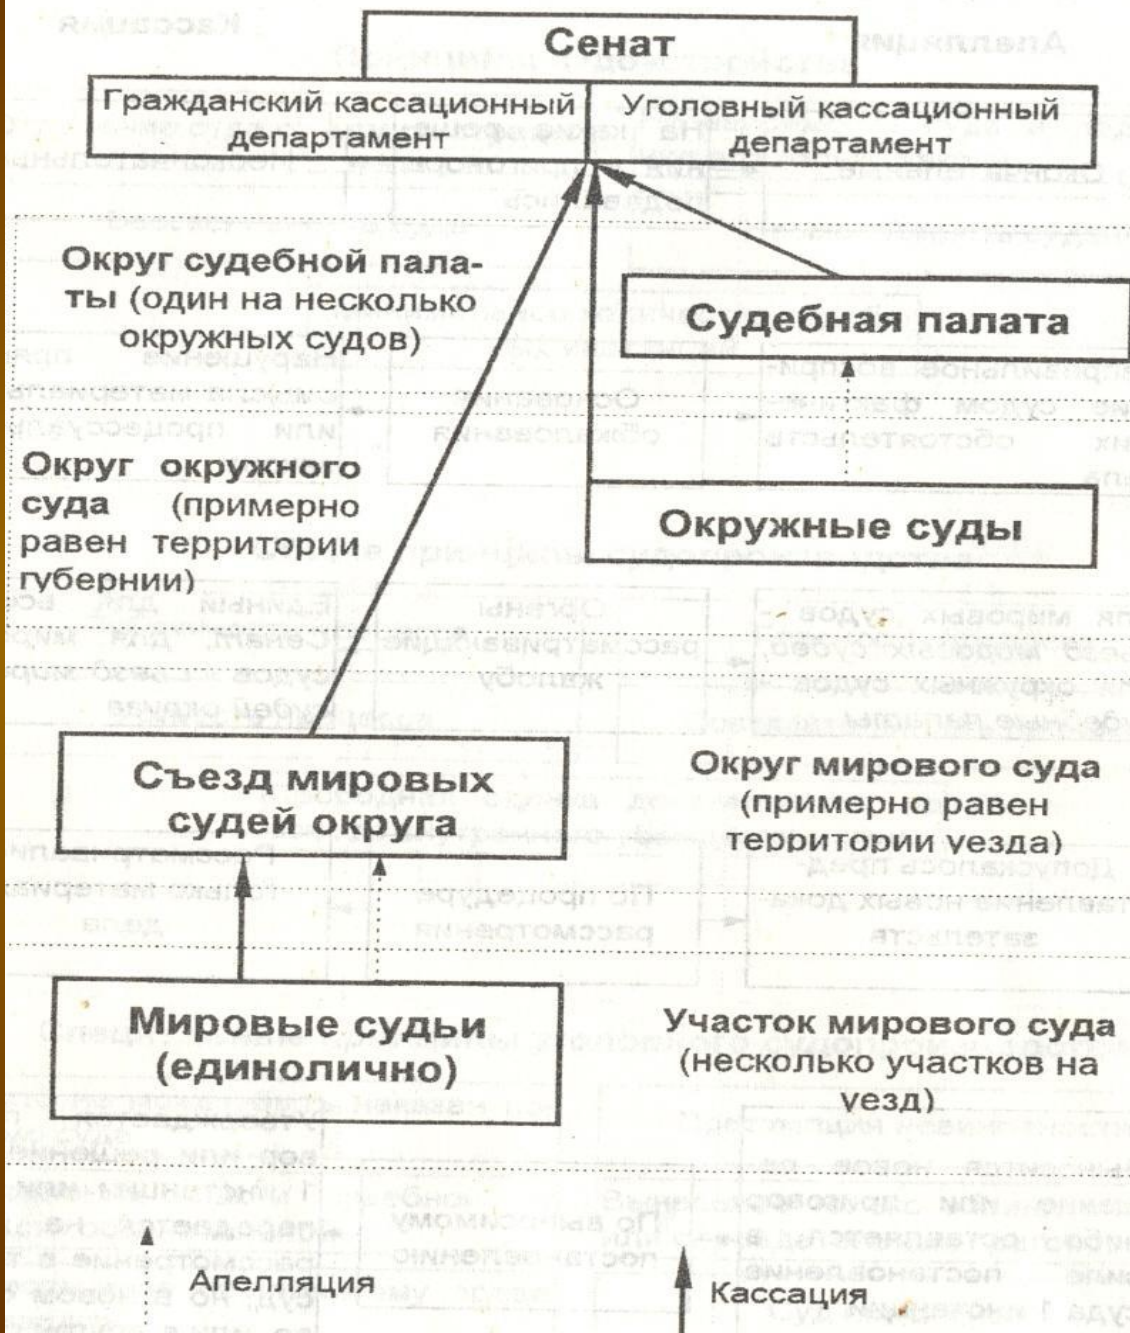 Сенат
Гражданский кассационный
департамент
Уголовный кассационный
департамент
Округ судебной пала-
ты (один на несколько
окружных судов)
Судебная палата
Округ окружного
суда (примерно
равен территории
губернии)
Окружные суды
Съезд мировых
судей округа
Округ мирового суда
(примерно равен
территории уезда)
Мировые судьи
(единолично)
Участок мирового суда
(несколько участков на
уезд)
Апелляция
Кассация